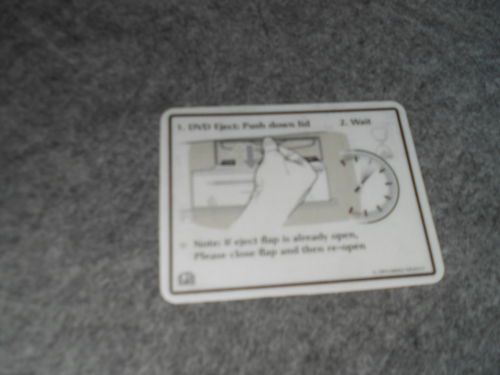 1. DVD Eject: Push down lid 2. Wait
Note: If eject flap is already open,
Please close flap and then re-open